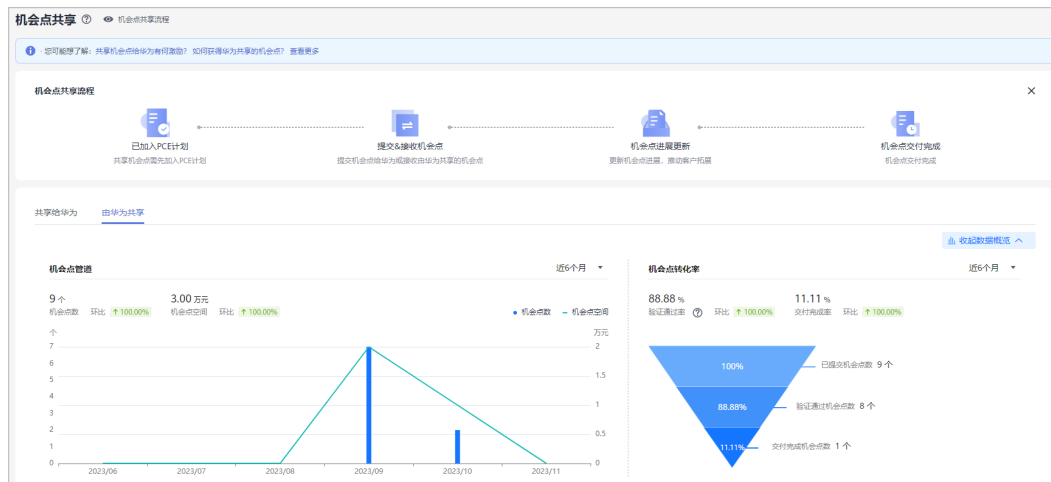 机会点共享 机会点共享流程
您可能想了解：共享机会点给华为有何激励？ 如何获得华为共享的机会点？ 查看更多
机会点共享流程
已加入PCE计划 提交&接收机会点 机会点进展更新 机会点交付完成
共享机会点需先加入PCE计划 提交机会点给华为或接收由华为共享的机会点 更新机会点进展、推动客户拓展 机会点交付完成
共享给华为 由华为共享
收起数据概览
机会点管道 近6个月 机会点转化率 近6个月
9 个 3.00 万元 88.88 % 11.11 %
机会点数 环比 ↑ 100.00% 机会点空间 环比 ↑ 100.00% 机会点数 机会点空间 验证通过率 环比 ↑ 100.00% 交付完成率 环比 ↑ 100.00%
个 万元
7 2
6
5 1.5
4
3 1
2 0.5
1
0 0
2023/06 2023/07 2023/08 2023/09 2023/10 2023/11
100% 已提交机会点数 9 个
88.88% 验证通过机会点数 8 个
11.11% 交付完成机会点数 1 个